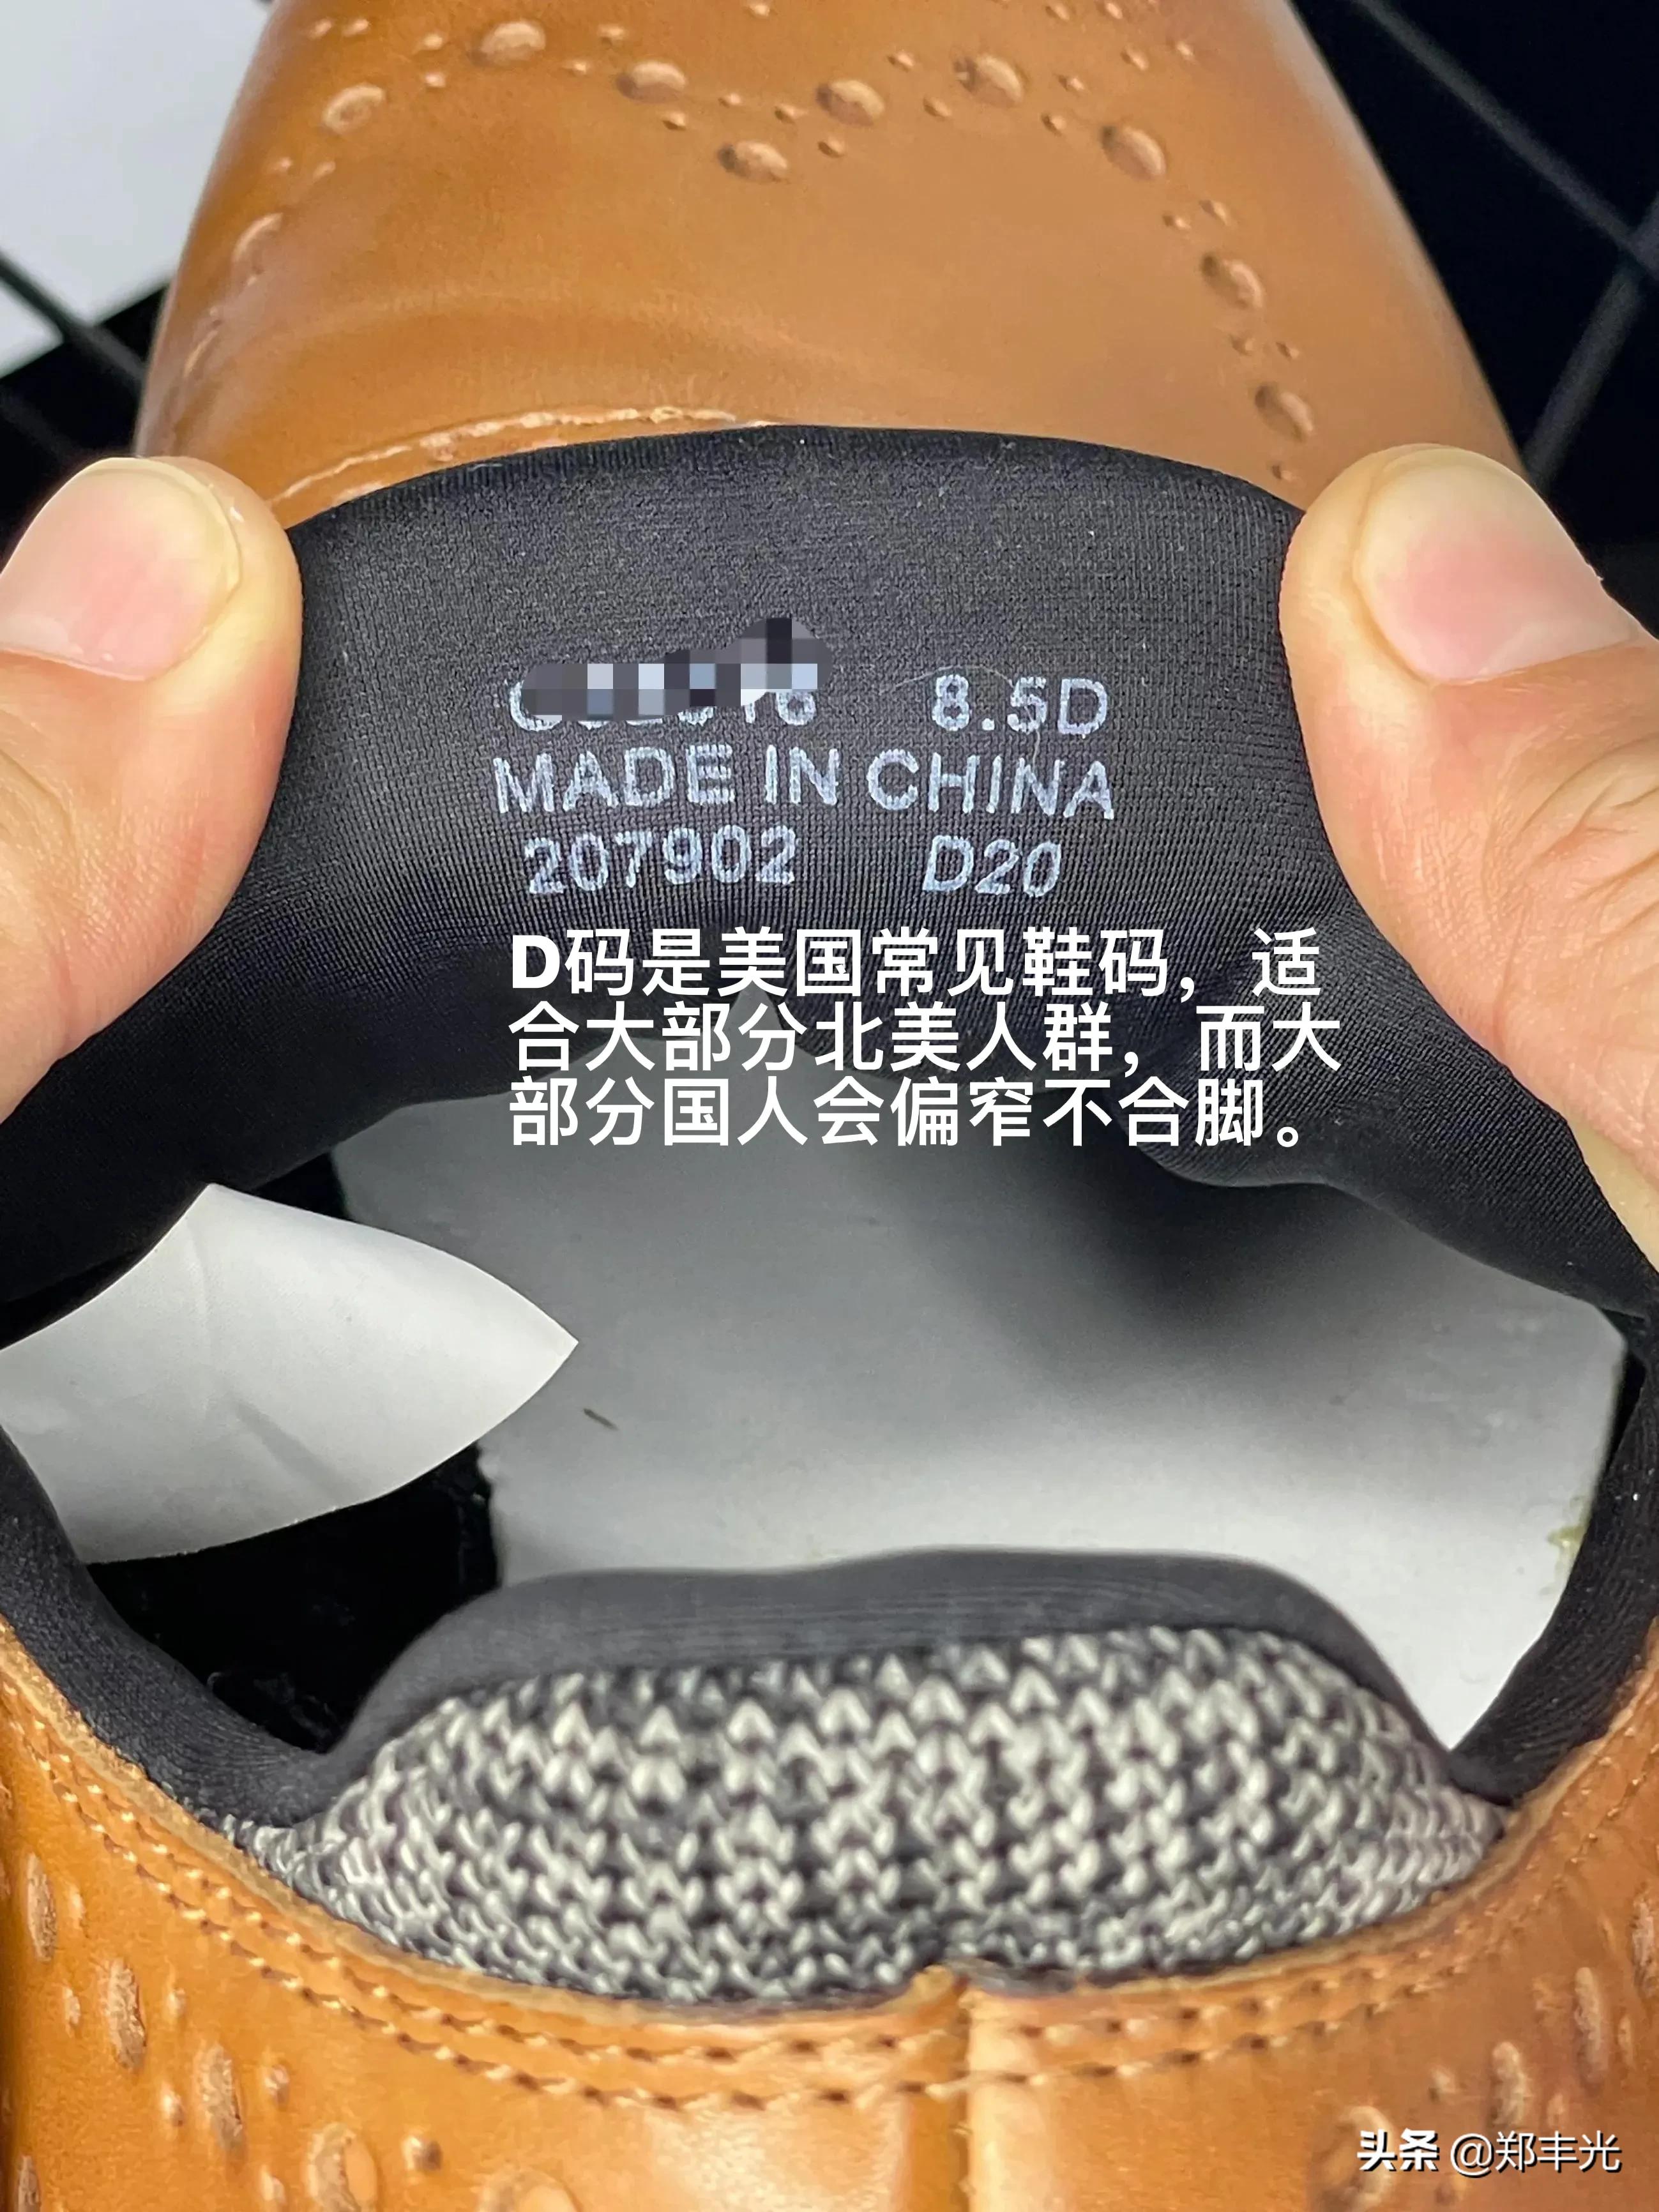 8.5D
MADE IN CHINA
207902 D20
D码是美国常见鞋码，适
合大部分北美人群，而大
部分国人会偏窄不合脚。
头条 @郑丰光